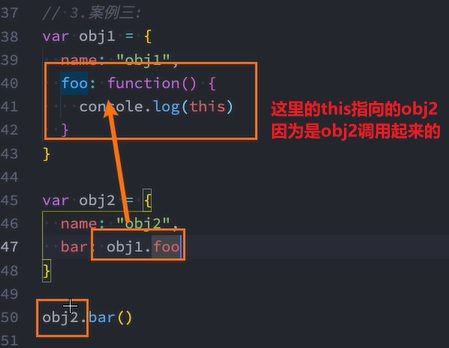 37 // 3.案例三:
38 var obj1 = {
39 name: "obj1",
40 foo: function() {
41 console.log(this)
42 }
43 }
44
45 var obj2 = {
46 name: "obj2",
47 bar: obj1.foo
48 }
49
50 obj2.bar()
51
这里的this指向的obj2
因为是obj2调用起来的